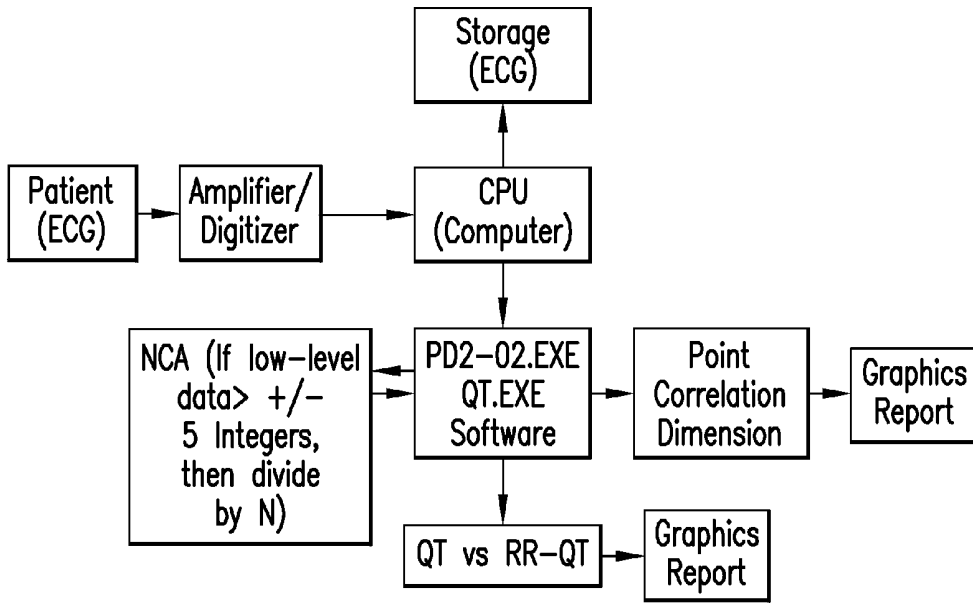 Storage
(ECG)
Patient
(ECG)
Amplifier/
Digitizer
CPU
(Computer)
NCA (If low-level
data> +/-
5 Integers,
then divide
by N)
PD2-02.EXE
QT.EXE
Software
Point
Correlation
Dimension
Graphics
Report
QT vs RR-QT
Graphics
Report